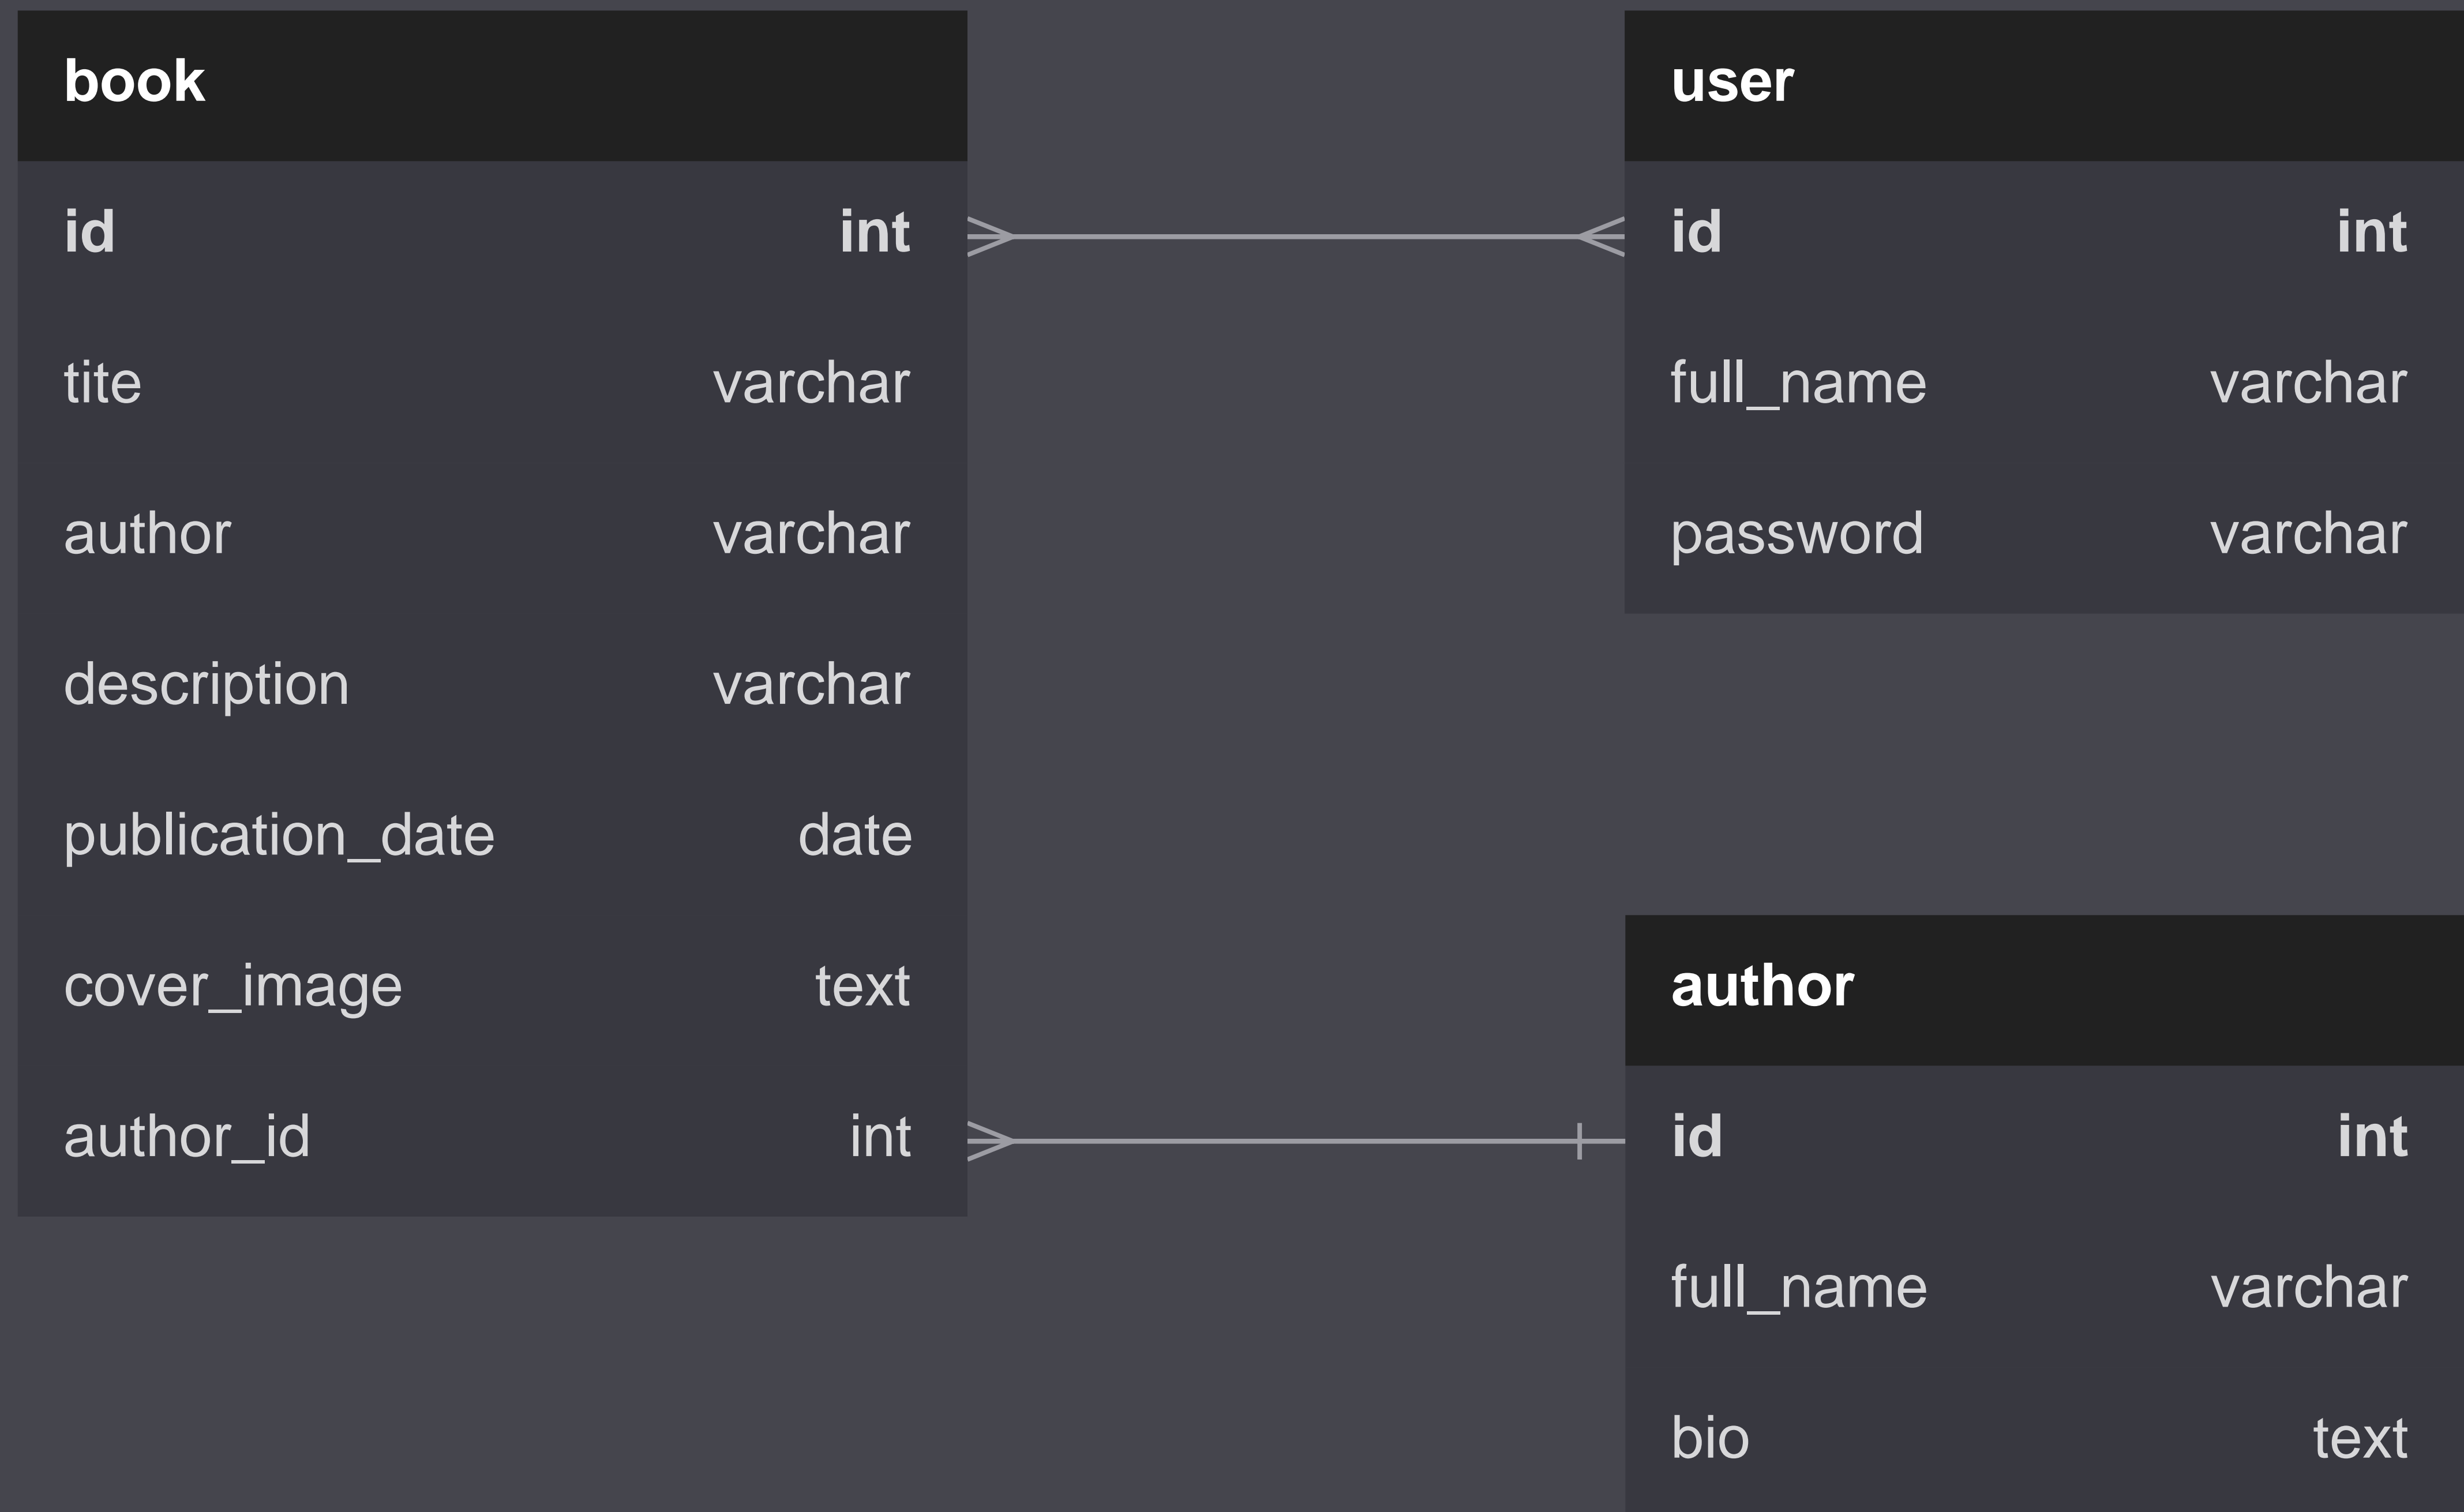 book
id int
tite varchar
author varchar
description varchar
publication_date date
cover_image text
author_id int
user
id int
full_name varchar
password varchar
author
id int
full_name varchar
bio text